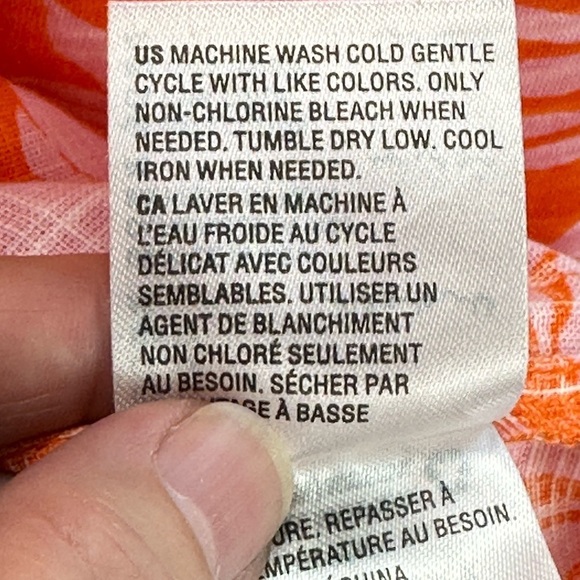 US MACHINE WASH COLD GENTLE
CYCLE WITH LIKE COLORS. ONLY
NON-CHLORINE BLEACH WHEN
NEEDED. TUMBLE DRY LOW. COOL
IRON WHEN NEEDED.
CA LAVER EN MACHINE À
L'EAU FROIDE AU CYCLE
DÉLICAT AVEC COULEURS
SEMBLABLES. UTILISER UN
AGENT DE BLANCHIMENT
NON CHLORÉ SEULEMENT
AU BESOIN. SÉCHER PAR
À BASSE
REPASSER À
AU BESOIN.